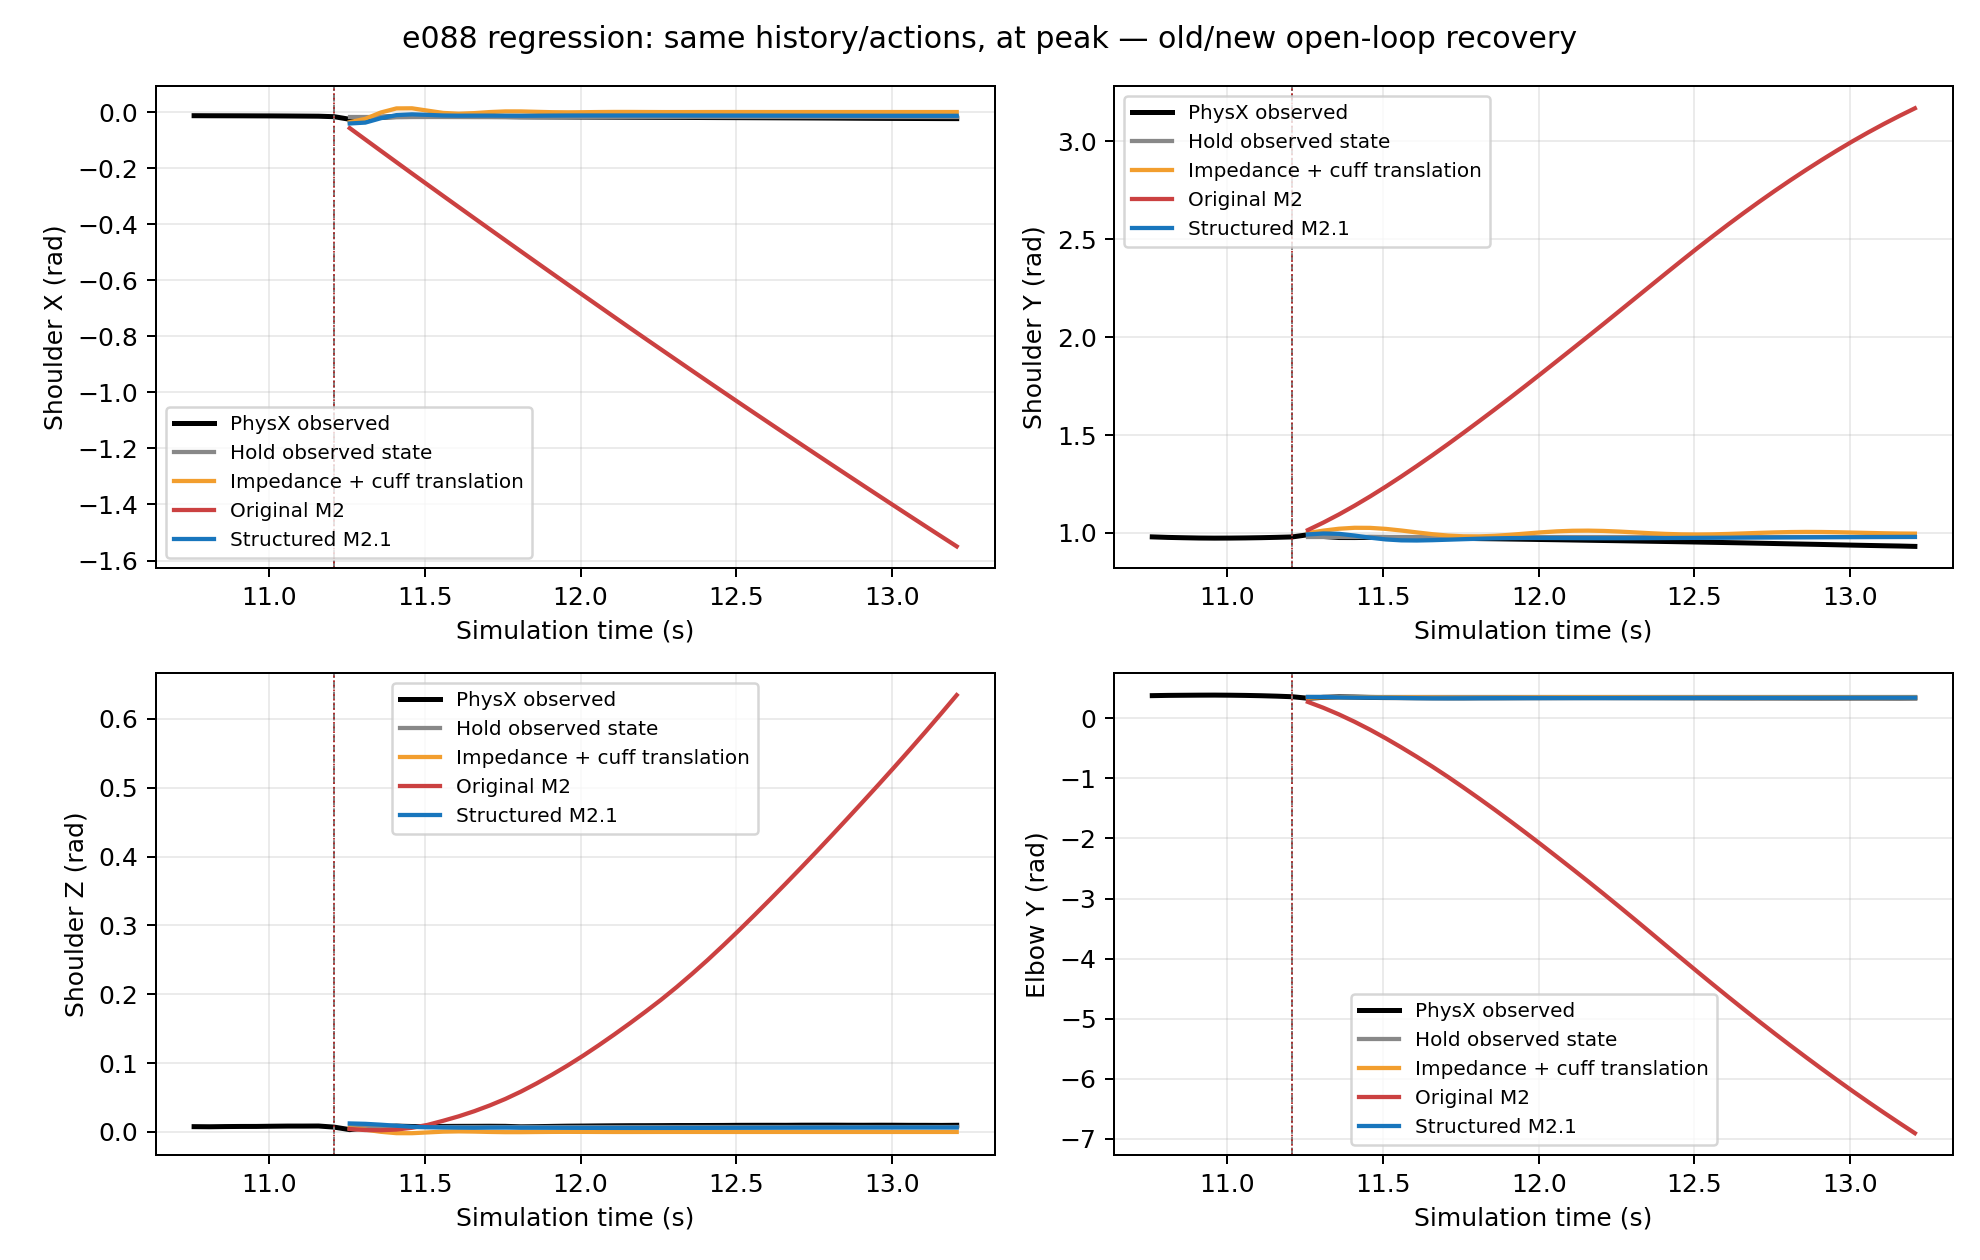 e088 regression: same history/actions, at peak — old/new open-loop recovery
0.0
−0.2
−0.4
−0.6
−0.8
−1.0
−1.2
−1.4
−1.6
Shoulder X (rad)
PhysX observed
Hold observed state
Impedance + cuff translation
Original M2
Structured M2.1
11.0 11.5 12.0 12.5 13.0
Simulation time (s)
3.0
2.5
2.0
1.5
1.0
Shoulder Y (rad)
PhysX observed
Hold observed state
Impedance + cuff translation
Original M2
Structured M2.1
11.0 11.5 12.0 12.5 13.0
Simulation time (s)
0.6
0.5
0.4
0.3
0.2
0.1
0.0
Shoulder Z (rad)
PhysX observed
Hold observed state
Impedance + cuff translation
Original M2
Structured M2.1
11.0 11.5 12.0 12.5 13.0
Simulation time (s)
0
−1
−2
−3
−4
−5
−6
−7
Elbow Y (rad)
PhysX observed
Hold observed state
Impedance + cuff translation
Original M2
Structured M2.1
11.0 11.5 12.0 12.5 13.0
Simulation time (s)